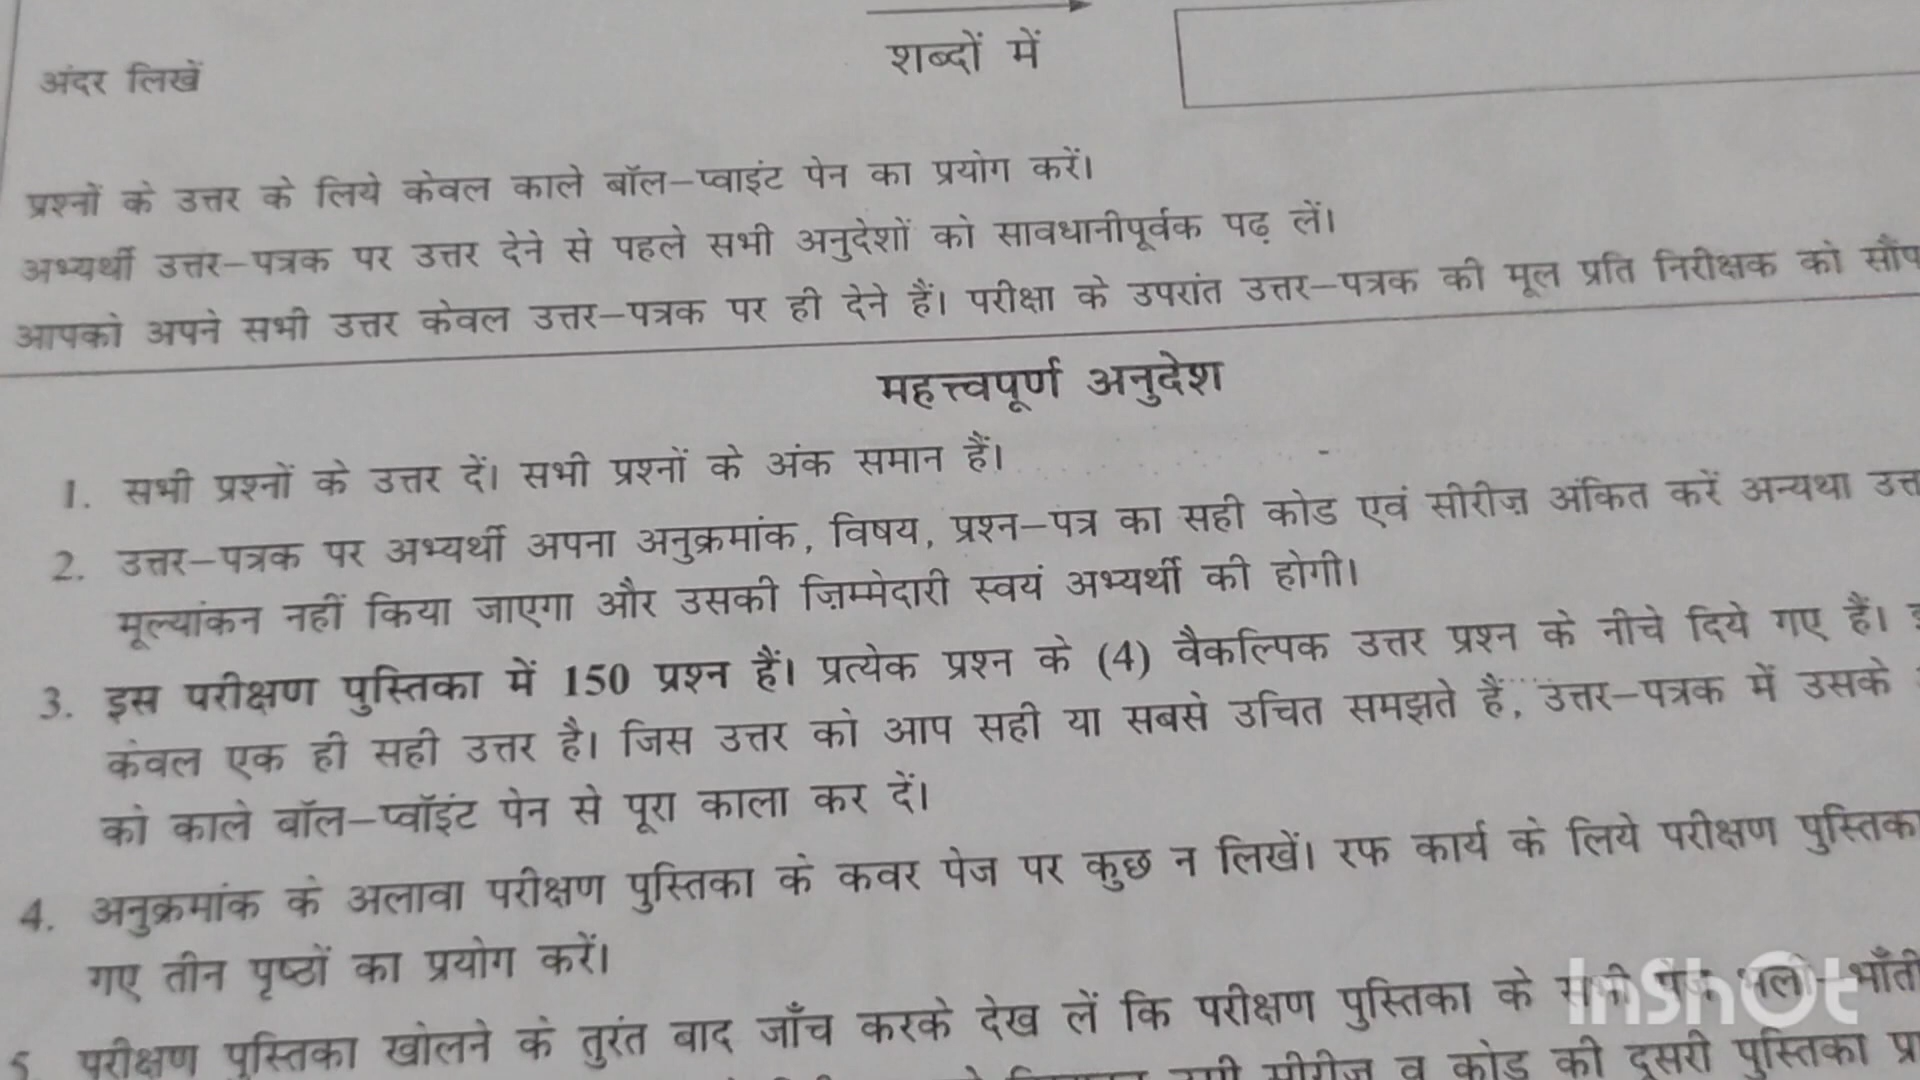 शब्दों में
अंदर लिखें
प्रश्नों के उत्तर के लिये केवल काले बॉल-प्वाइंट पेन का प्रयोग करें।
अभ्यर्थी उत्तर-पत्रक पर उत्तर देने से पहले सभी अनुदेशों को सावधानीपूर्वक पढ़ लें।
आपको अपने सभी उत्तर केवल उत्तर-पत्रक पर ही देने हैं। परीक्षा के उपरांत उत्तर-पत्रक की मूल प्रति निरीक्षक को सौंप
महत्त्वपूर्ण अनुदेश
1. सभी प्रश्नों के उत्तर दें। सभी प्रश्नों के अंक समान हैं।
2. उत्तर-पत्रक पर अभ्यर्थी अपना अनुक्रमांक, विषय, प्रश्न-पत्र का सही कोड एवं सीरीज़ अंकित करें अन्यथा उत्त
मूल्यांकन नहीं किया जाएगा और उसकी ज़िम्मेदारी स्वयं अभ्यर्थी की होगी।
3. इस परीक्षण पुस्तिका में 150 प्रश्न हैं। प्रत्येक प्रश्न के (4) वैकल्पिक उत्तर प्रश्न के नीचे दिये गए हैं।
केवल एक ही सही उत्तर है। जिस उत्तर को आप सही या सबसे उचित समझते हैं, उत्तर-पत्रक में उसके
को काले बॉल-प्वॉइंट पेन से पूरा काला कर दें।
4. अनुक्रमांक के अलावा परीक्षण पुस्तिका के कवर पेज पर कुछ न लिखें। रफ कार्य के लिये परीक्षण पुस्तिका
गए तीन पृष्ठों का प्रयोग करें।
5. परीक्षण पुस्तिका खोलने के तुरंत बाद जाँच करके देख लें कि परीक्षण पुस्तिका के सभी पेज भली-भाँती
सीरीज व कोड की दूसरी पुस्तिका प्रा
InShOt